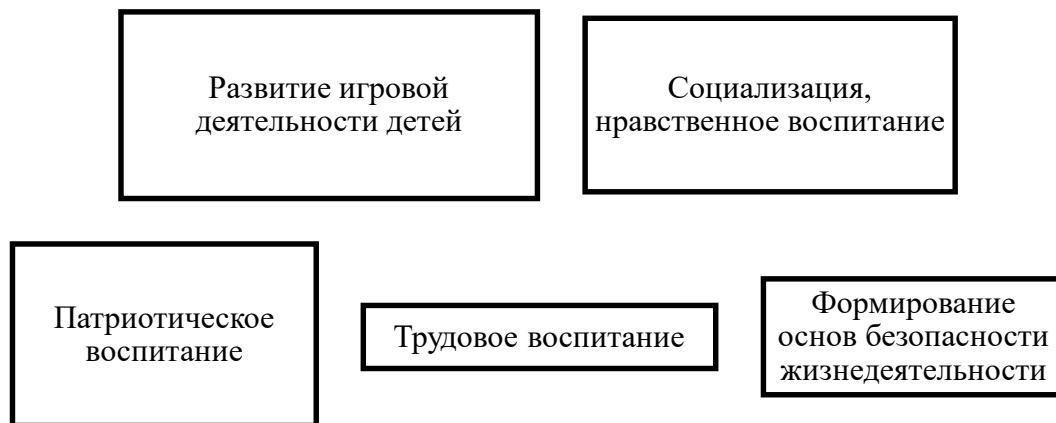 Развитие игровой
деятельности детей
Социализация,
нравственное воспитание
Патриотическое
воспитание
Трудовое воспитание
Формирование
основ безопасности
жизнедеятельности